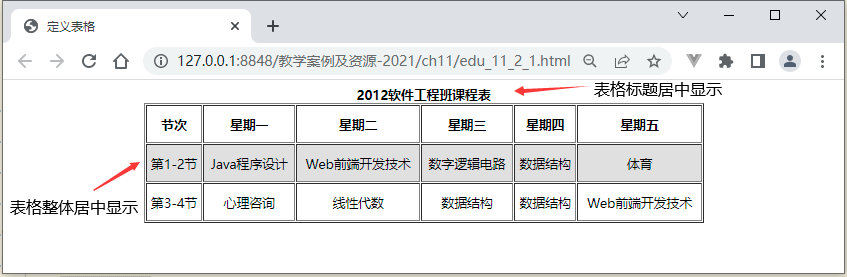 定义表格
127.0.0.1:8848/教学案例及资源-2021/ch11/edu_11_2_1.html
2012软件工程班课程表
表格标题居中显示
节次 星期一 星期二 星期三 星期四 星期五
第1-2节 Java程序设计 Web前端开发技术 数字逻辑电路 数据结构 体育
第3-4节 心理咨询 线性代数 数据结构 数据结构 Web前端开发技术
表格整体居中显示